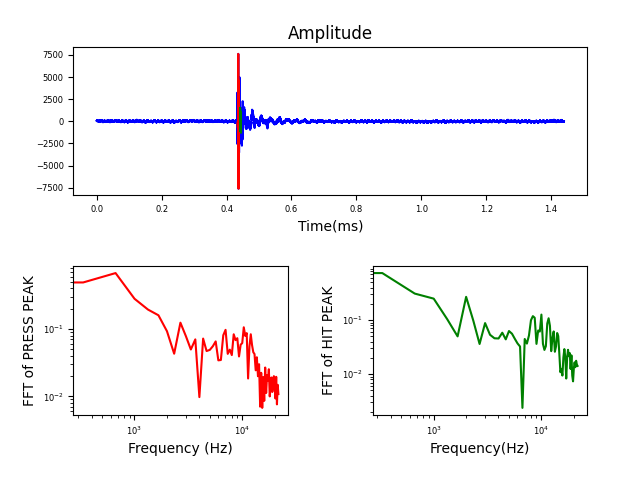 Amplitude
7500
5000
2500
0
−2500
−5000
−7500
0.0 0.2 0.4 0.6 0.8 1.0 1.2 1.4
Time(ms)
FFT of PRESS PEAK
10⁻¹
10⁻²
10³ 10⁴
Frequency (Hz)
FFT of HIT PEAK
10⁻¹
10⁻²
10³ 10⁴
Frequency(Hz)